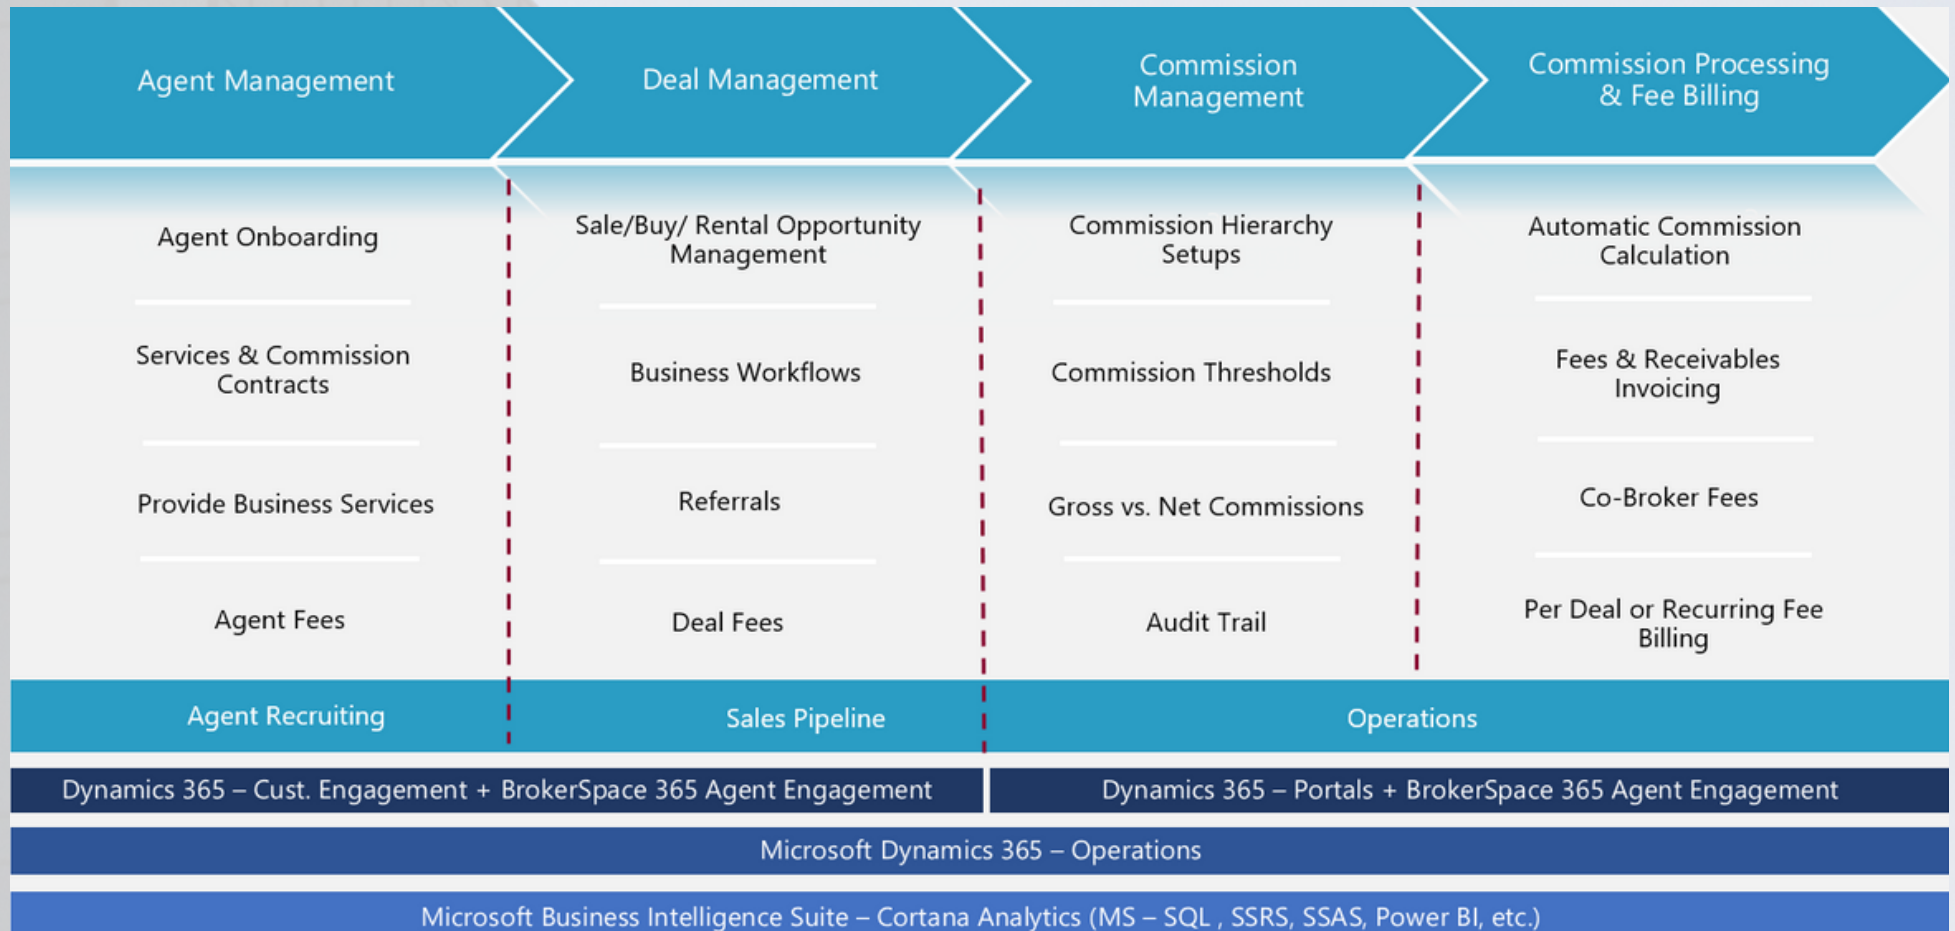 Agent Management
Deal Management
Commission
Management
Commission Processing
& Fee Billing
Agent Onboarding
Services & Commission
Contracts
Provide Business Services
Agent Fees
Sale/Buy/ Rental Opportunity
Management
Business Workflows
Referrals
Deal Fees
Commission Hierarchy
Setups
Commission Thresholds
Gross vs. Net Commissions
Audit Trail
Automatic Commission
Calculation
Fees & Receivables
Invoicing
Co-Broker Fees
Per Deal or Recurring Fee
Billing
Agent Recruiting
Sales Pipeline
Operations
Dynamics 365 – Cust. Engagement + BrokerSpace 365 Agent Engagement
Dynamics 365 – Portals + BrokerSpace 365 Agent Engagement
Microsoft Dynamics 365 – Operations
Microsoft Business Intelligence Suite – Cortana Analytics (MS – SQL , SSRS, SSAS, Power BI, etc.)